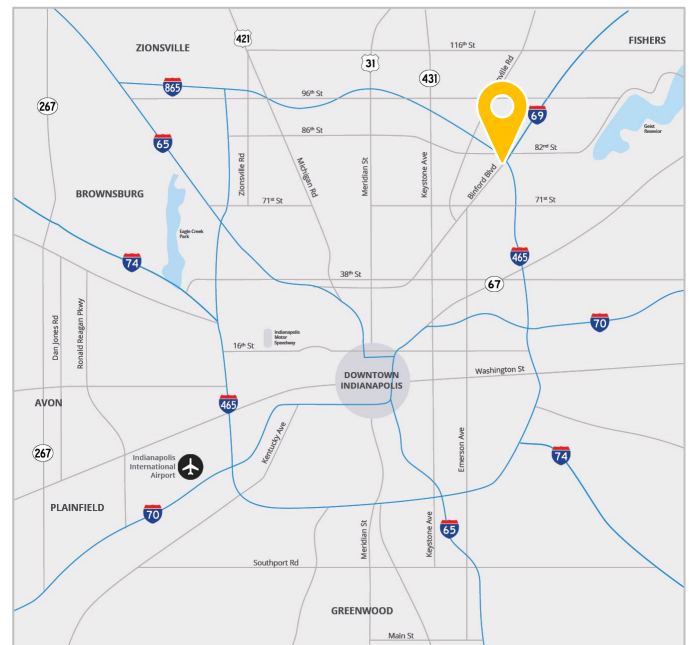 421
ZIONSVILLE
116th St
FISHERS
31
431
ville Rd
865
267
96th St
69
65
86th St
82nd St
Geist
Resevoir
Zionsville Rd
Michigan Rd
Meridian St
Keystone Ave
Binford Blvd
BROWNSBURG
71st St
71st St
Eagle Creek
Park
74
465
38th St
67
Dan Jones Rd
Ronald Reagan Pkwy
Indianapolis
Motor
Speedway
70
16th St
DOWNTOWN
INDIANAPOLIS
Washington St
AVON
465
Kentucky Ave
Emerson Ave
267
Indianapolis
International
Airport
74
PLAINFIELD
70
Meridian St
Keystone Ave
65
Southport Rd
GREENWOOD
Main St